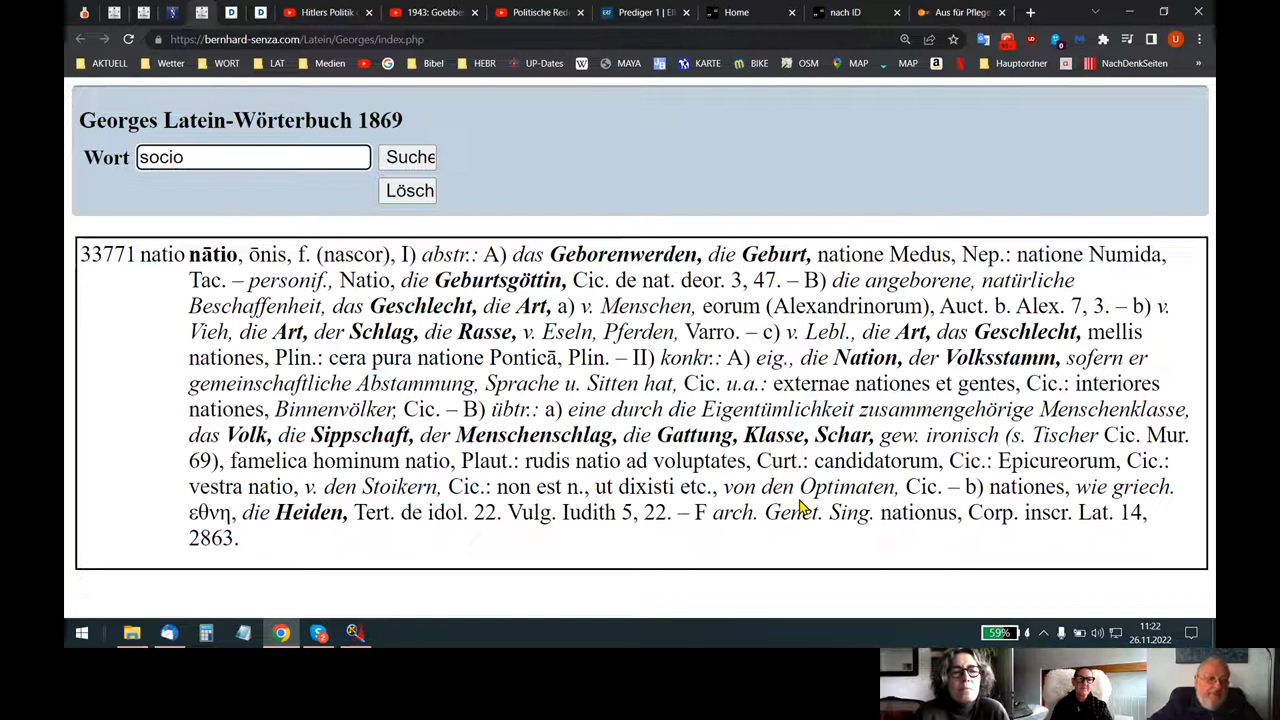 Hitlers Politik
1943: Goebbe
Politische Red
Prediger 1 | E
Home
nach ID
Aus für Pflege
https://bernhard-senza.com/Latein/Georges/index.php
AKTUELL Wetter WORT LAT Medien Bibel HEBR UP-Dates MAYA KARTE BIKE OSM MAP MAP Hauptordner NachDenkSeiten »
Georges Latein-Wörterbuch 1869
Wort socio Suche
Lösch
33771 natio nātio, ōnis, f. (nascor), I) abstr.: A) das Geborenwerden, die Geburt, natione Medus, Nep.: natione Numida,
Tac. – personif., Natio, die Geburtsgöttin, Cic. de nat. deor. 3, 47. – B) die angeborene, natürliche
Beschaffenheit, das Geschlecht, die Art, a) v. Menschen, eorum (Alexandrinorum), Auct. b. Alex. 7, 3. – b) v.
Vieh, die Art, der Schlag, die Rasse, v. Eseln, Pferden, Varro. – c) v. Lebl., die Art, das Geschlecht, mellis
nationes, Plin.: cera pura natione Ponticā, Plin. – II) konkr.: A) eig., die Nation, der Volksstamm, sofern er
gemeinschaftliche Abstammung, Sprache u. Sitten hat, Cic. u.a.: externae nationes et gentes, Cic.: interiores
nationes, Binnenvölker, Cic. – B) übtr.: a) eine durch die Eigentümlichkeit zusammengehörige Menschenklasse,
das Volk, die Sippschaft, der Menschenschlag, die Gattung, Klasse, Schar, gew. ironisch (s. Tischer Cic. Mur.
69), famelica hominum natio, Plaut.: rudis natio ad voluptates, Curt.: candidatorum, Cic.: Epicureorum, Cic.:
vestra natio, v. den Stoikern, Cic.: non est n., ut dixisti etc., von den Optimaten, Cic. – b) nationes, wie griech.
εθνη, die Heiden, Tert. de idol. 22. Vulg. Iudith 5, 22. – F arch. Genet. Sing. nationus, Corp. inscr. Lat. 14,
2863.
59%
11:22
26.11.2022